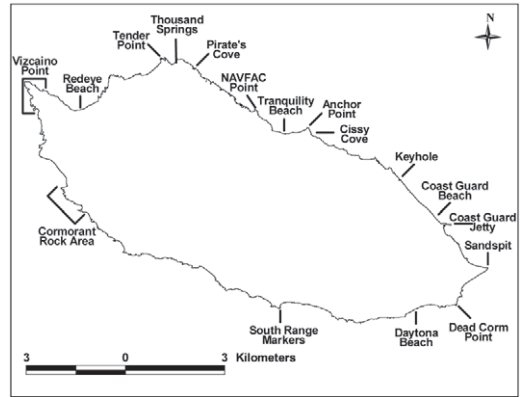 Thousand
Springs
N
Tender
Point
Pirate's
Cove
Vizcaino
Point
Redeye
Beach
NAVFAC
Point
Tranquility
Beach
Anchor
Point
Cissy
Cove
Keyhole
Coast Guard
Beach
Coast Guard
Jetty
Sandspit
Cormorant
Rock Area
South Range
Markers
Daytona
Beach
Dead Corm
Point
3 0 3 Kilometers